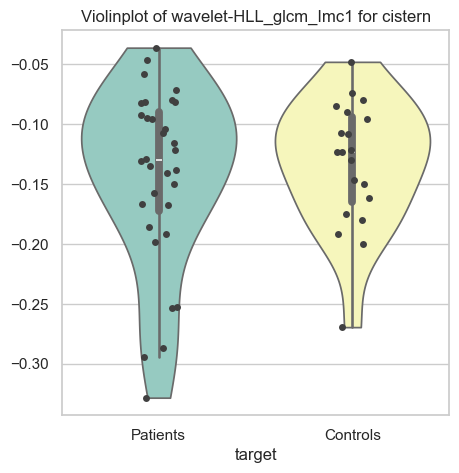 Violinplot of wavelet-HLL_glcm_Imc1 for cistern
−0.05
−0.10
−0.15
−0.20
−0.25
−0.30
Patients Controls
target